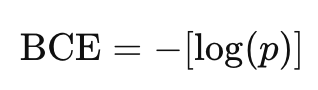 BCE = −[log(p)]